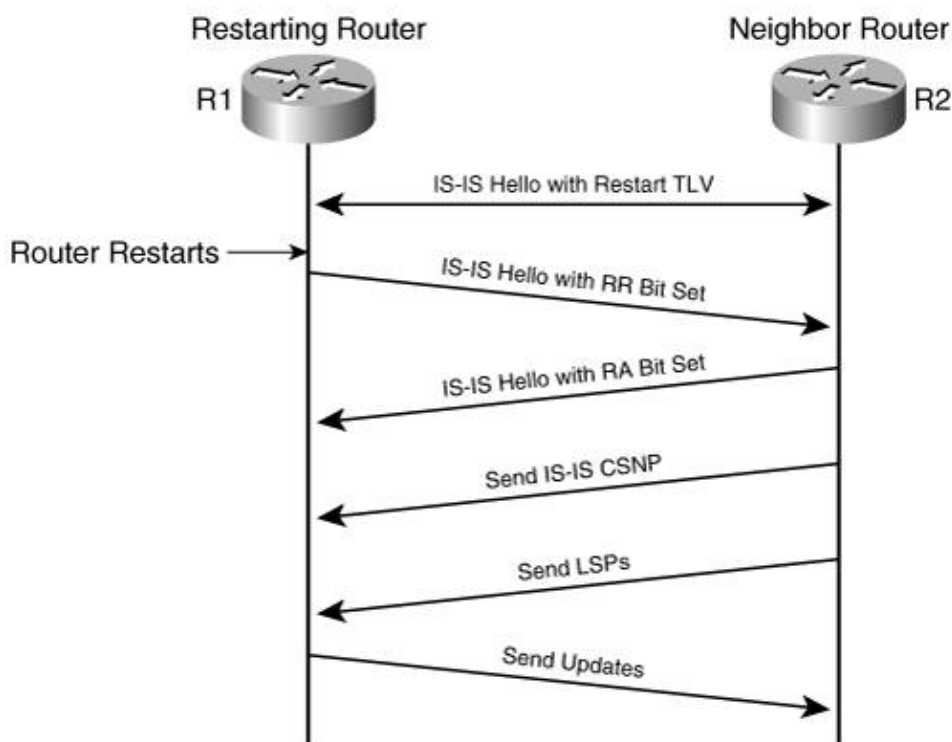 Restarting Router
Neighbor Router
R1
R2
IS-IS Hello with Restart TLV
Router Restarts
IS-IS Hello with RR Bit Set
IS-IS Hello with RA Bit Set
Send IS-IS CSNP
Send LSPs
Send Updates